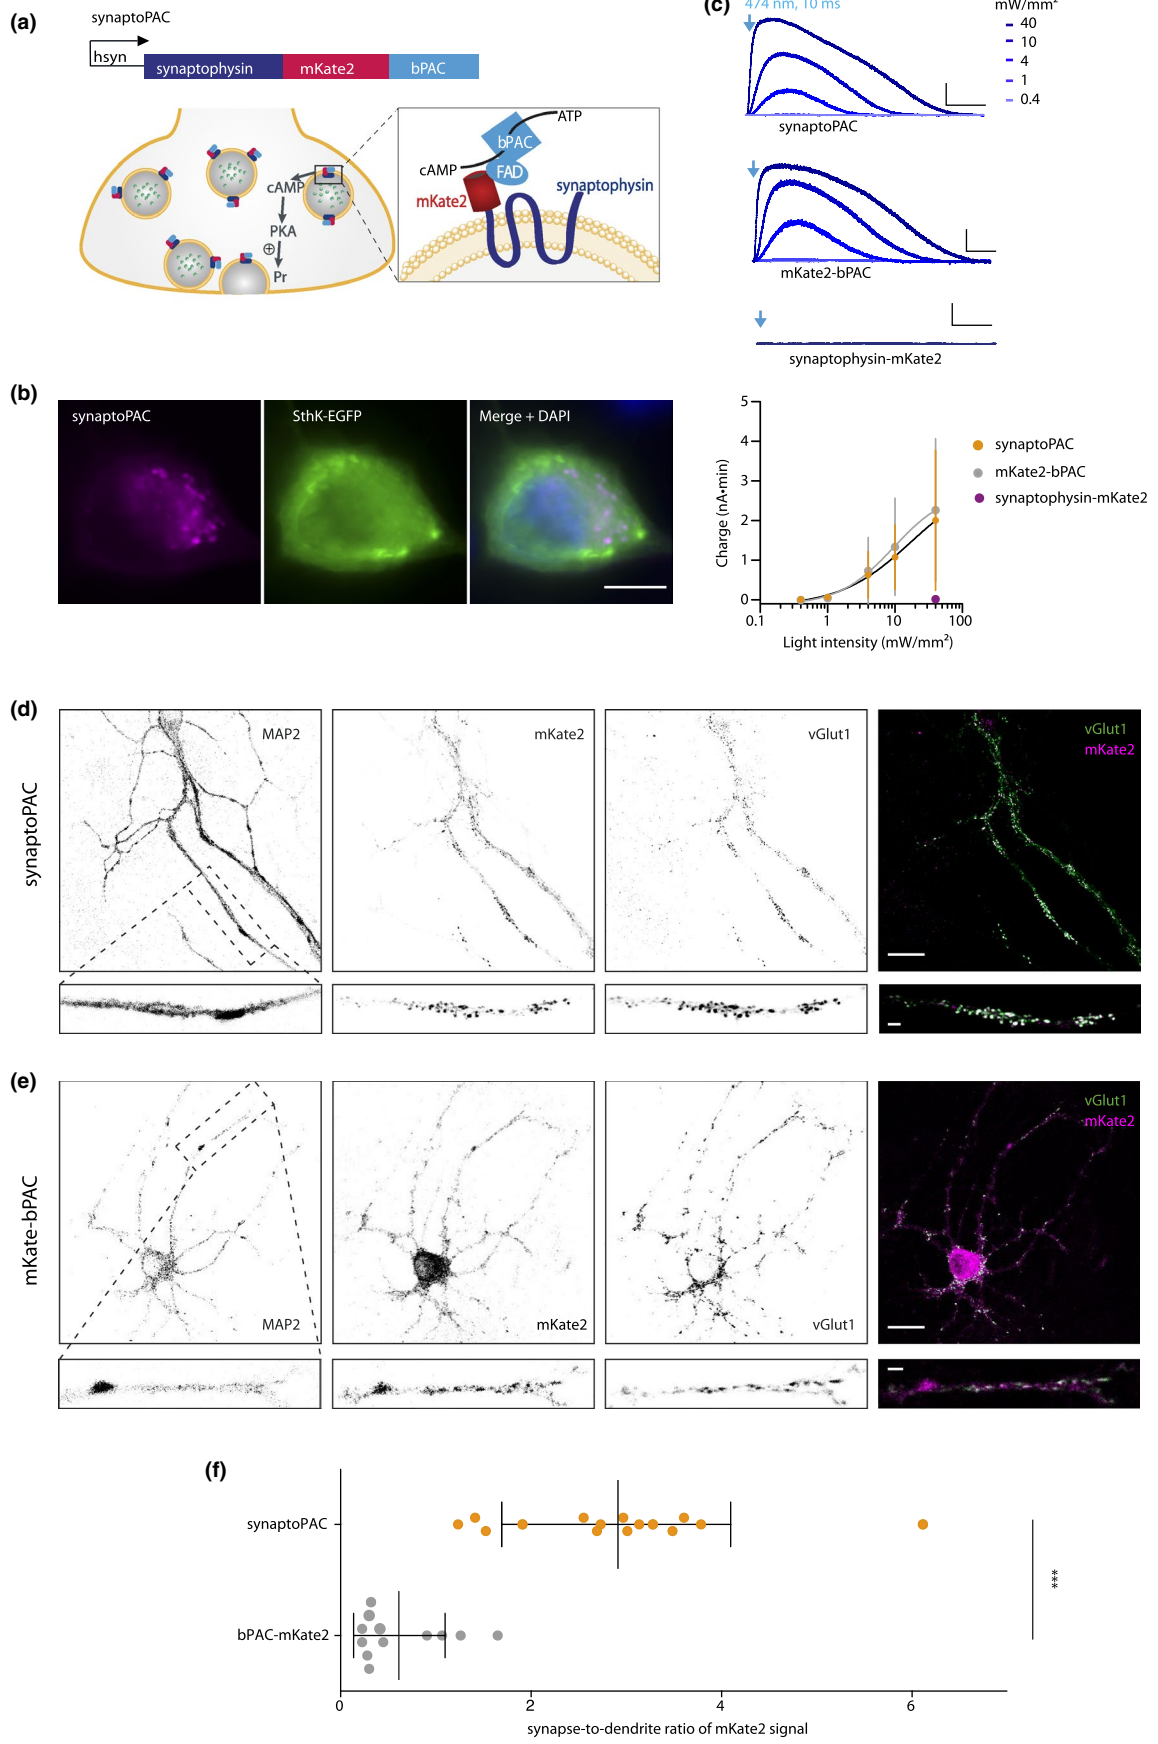 (a)
synaptoPAC
hsyn
synaptophysin mKate2 bPAC
cAMP
PKA
⊕
Pr
ATP
bPAC
cAMP
FAD
mKate2
synaptophysin
(c)
474 nm, 10 ms
mW/mm²
40
10
4
1
0.4
synaptoPAC
mKate2-bPAC
synaptophysin-mKate2
(b)
synaptoPAC
SthK-EGFP
Merge + DAPI
Charge (nA•min)
5
4
3
2
1
0
0.1 1 10 100
Light intensity (mW/mm²)
synaptoPAC
mKate2-bPAC
synaptophysin-mKate2
(d)
synaptoPAC
MAP2
mKate2
vGlut1
vGlut1
mKate2
(e)
mKate-bPAC
MAP2
mKate2
vGlut1
vGlut1
mKate2
(f)
synaptoPAC
bPAC-mKate2
***
0 2 4 6
synapse-to-dendrite ratio of mKate2 signal